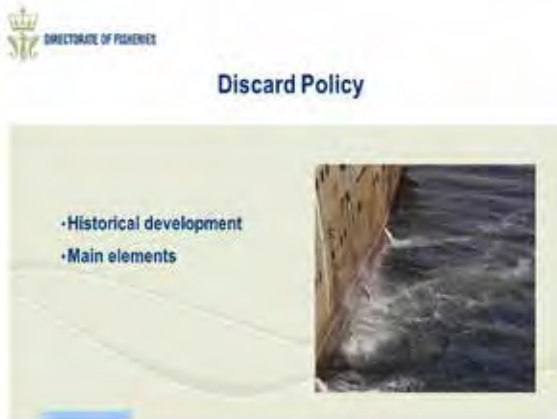 DIRECTORATE OF FISHERIES
Discard Policy
•Historical development
•Main elements